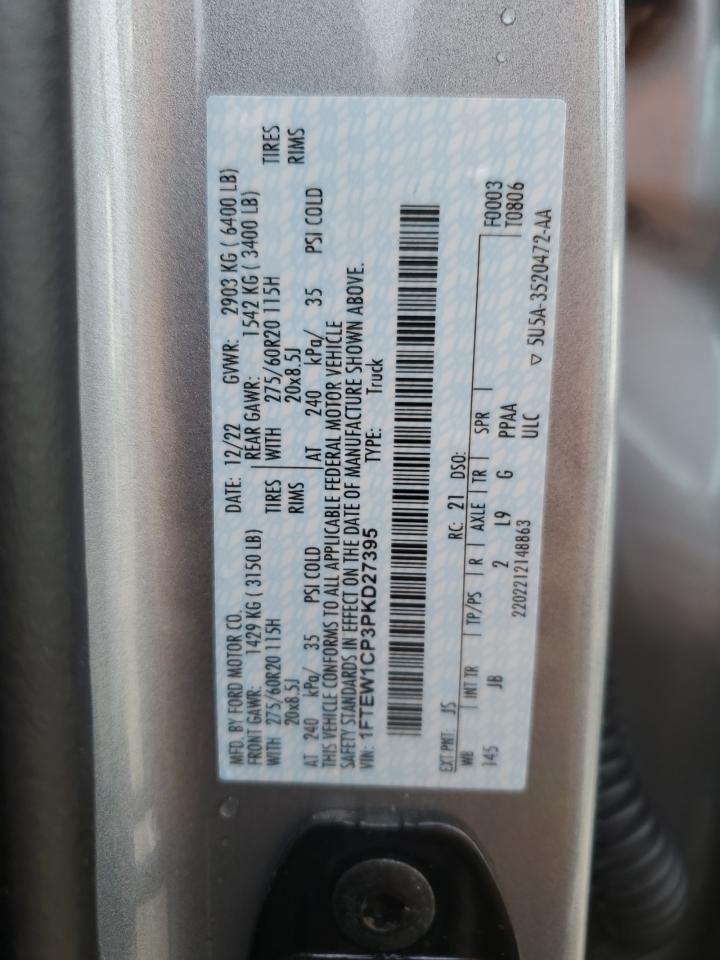 MFD. BY FORD MOTOR CO. DATE: 12/22 GVWR: 2903 KG ( 6400 LB)
FRONT GAWR: 1429 KG ( 3150 LB) REAR GAWR: 1542 KG ( 3400 LB)
WITH 275/60R20 115H TIRES WITH 275/60R20 115H TIRES
20x8.5J RIMS 20x8.5J RIMS
AT 240 kPa/ 35 PSI COLD AT 240 kPa/ 35 PSI COLD
THIS VEHICLE CONFORMS TO ALL APPLICABLE FEDERAL MOTOR VEHICLE
SAFETY STANDARDS IN EFFECT ON THE DATE OF MANUFACTURE SHOWN ABOVE.
VIN: 1FTEW1CP3PKD27395 TYPE: Truck
EXT PNT: JS RC: 21 DSO:
WB INT TR TP/PS R AXLE TR SPR F0003
145 JB 2 L9 G PPAA T0806
ULC
2202212148863 5U5A-3520472-AA